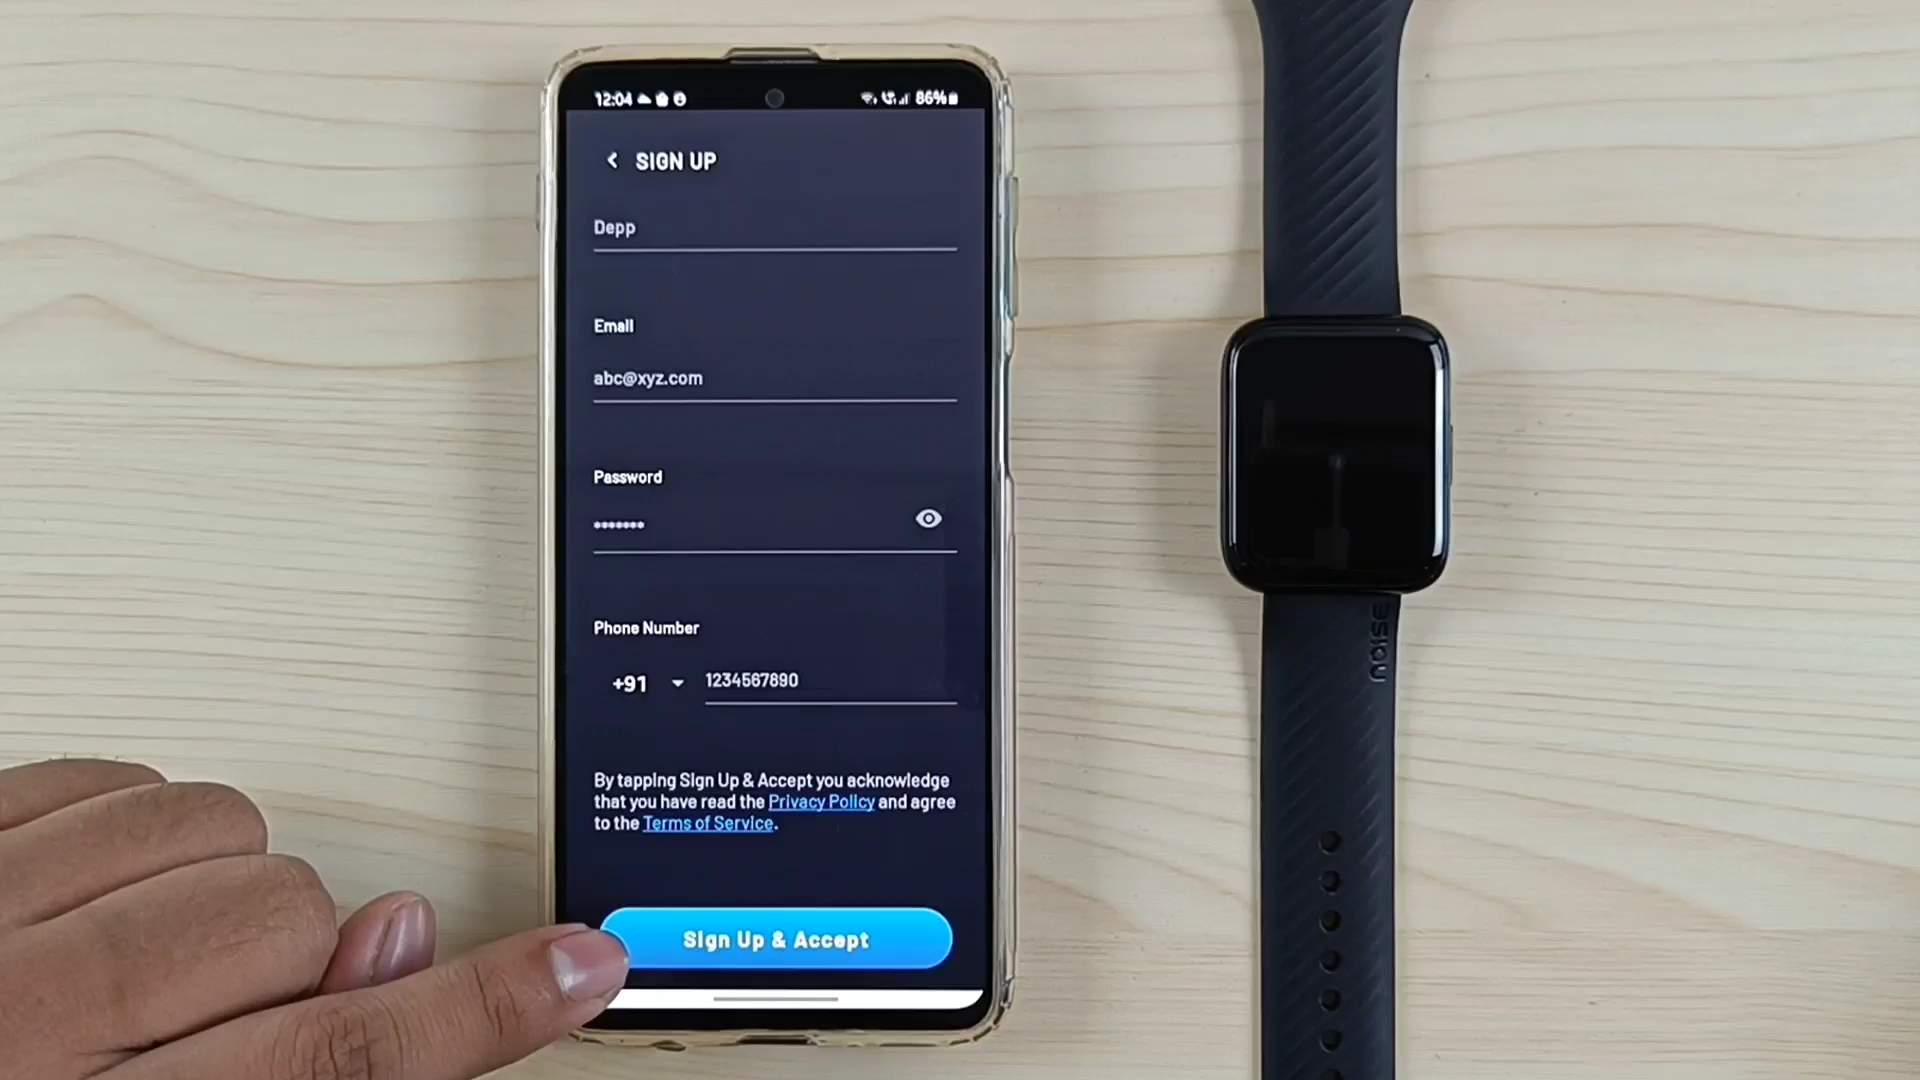 12:04
86%
SIGN UP
Depp
Email
abc@xyz.com
Password
*******
Phone Number
+91 1234567890
By tapping Sign Up & Accept you acknowledge
that you have read the Privacy Policy and agree
to the Terms of Service.
Sign Up & Accept
NOISE